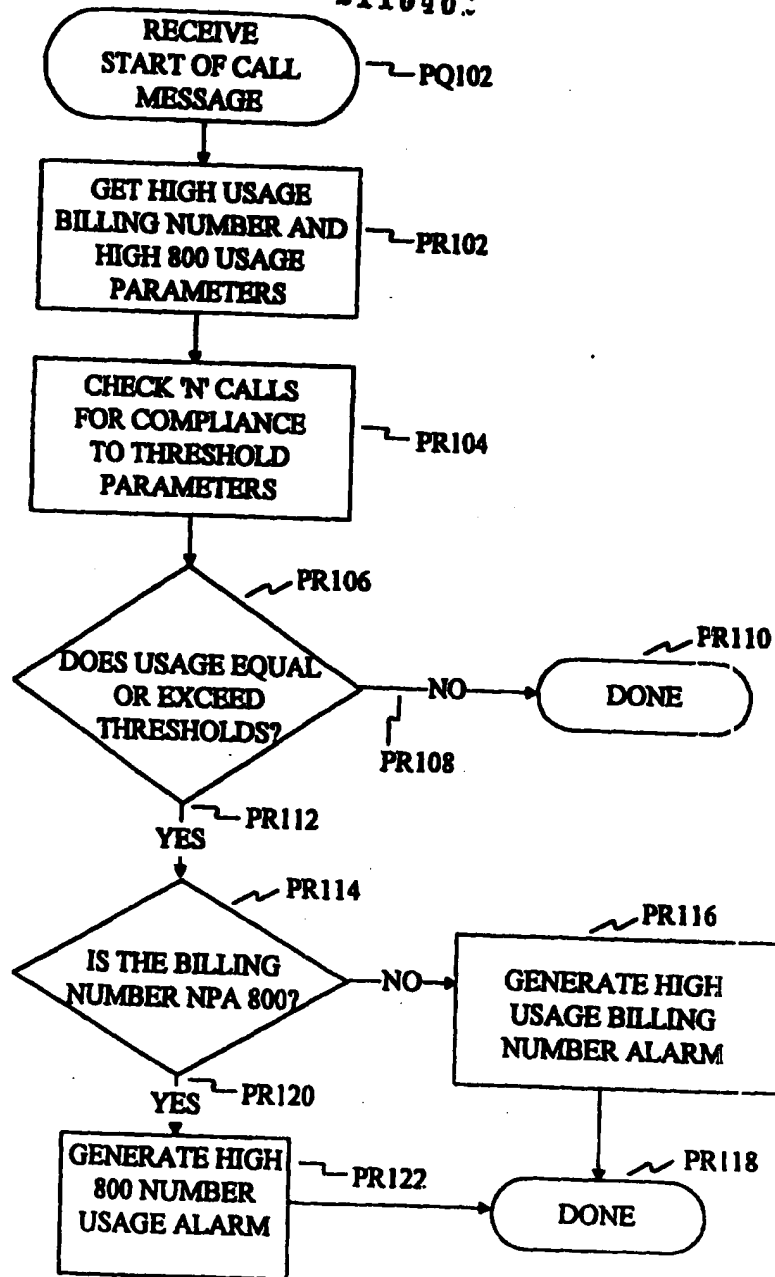 RECEIVE
START OF CALL
MESSAGE
PQ102
GET HIGH USAGE
BILLING NUMBER AND
HIGH 800 USAGE
PARAMETERS
PR102
CHECK 'N' CALLS
FOR COMPLIANCE
TO THRESHOLD
PARAMETERS
PR104
PR106
DOES USAGE EQUAL
OR EXCEED
THRESHOLDS?
NO
PR108
PR110
DONE
PR112
YES
PR114
IS THE BILLING
NUMBER NPA 800?
NO
PR116
GENERATE HIGH
USAGE BILLING
NUMBER ALARM
PR120
YES
GENERATE HIGH
800 NUMBER
USAGE ALARM
PR122
PR118
DONE